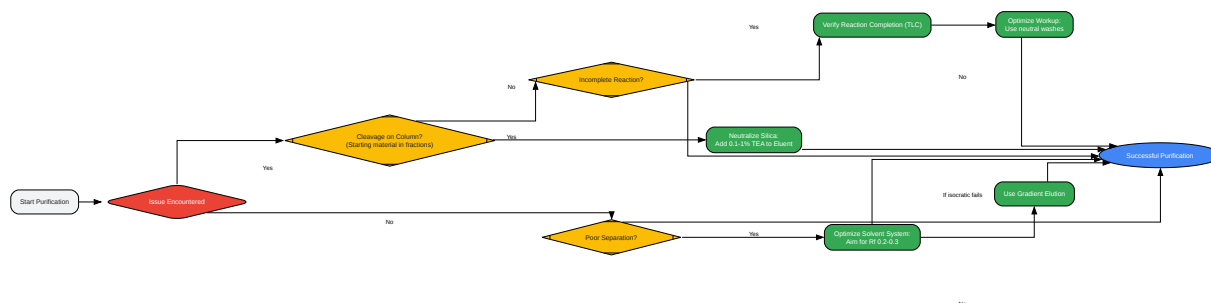 Yes
Verify Reaction Completion (TLC)
Optimize Workup:
Use neutral washes
No
Incomplete Reaction?
No
Cleavage on Column?
(Starting material in fractions)
Yes
Neutralize Silica:
Add 0.1-1% TEA to Eluent
Successful Purification
Yes
Start Purification
Issue Encountered
If isocratic fails
Use Gradient Elution
No
Poor Separation?
Yes
Optimize Solvent System:
Aim for Rf 0.2-0.3